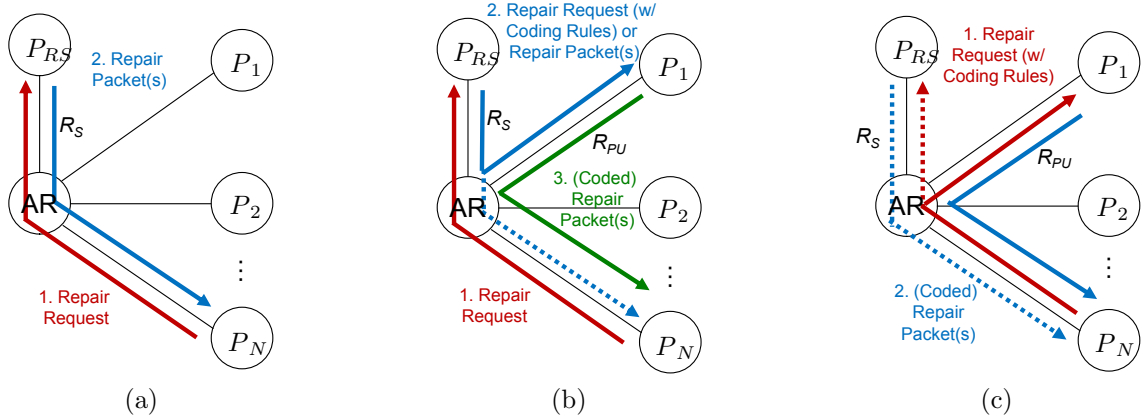 P_RS
2. Repair
Packet(s)
P_1
R_S
AR
P_2
⋮
1. Repair
Request
P_N
(a)
2. Repair Request (w/
Coding Rules) or
Repair Packet(s)
P_RS
P_1
R_S
R_PU
3. (Coded)
Repair
Packet(s)
AR
P_2
⋮
1. Repair
Request
P_N
(b)
P_RS
1. Repair
Request (w/
Coding Rules)
P_1
R_S
R_PU
AR
P_2
⋮
2. (Coded)
Repair
Packet(s)
P_N
(c)